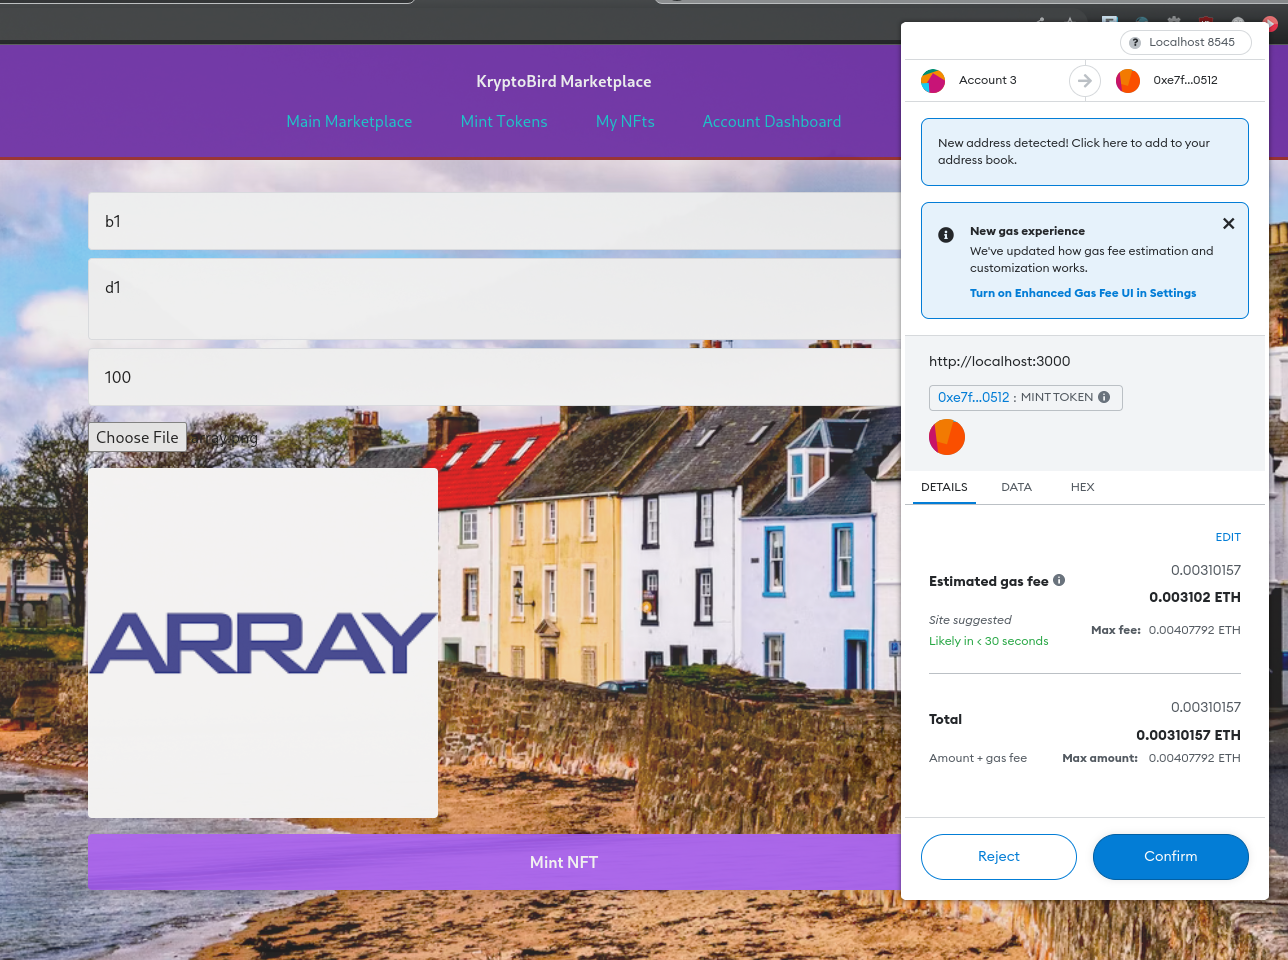 KryptoBird Marketplace
Main Marketplace
Mint Tokens
My NFts
Account Dashboard
b1
d1
100
Choose File
array.png
ARRAY
Mint NFT
? Localhost 8545
Account 3
0xe7f...0512
New address detected! Click here to add to your
address book.
New gas experience
We've updated how gas fee estimation and
customization works.
Turn on Enhanced Gas Fee UI in Settings
http://localhost:3000
0xe7f...0512 : MINT TOKEN
DETAILS
DATA
HEX
EDIT
Estimated gas fee
0.00310157
0.003102 ETH
Site suggested
Likely in < 30 seconds
Max fee: 0.00407792 ETH
Total
0.00310157
0.00310157 ETH
Amount + gas fee
Max amount: 0.00407792 ETH
Reject
Confirm